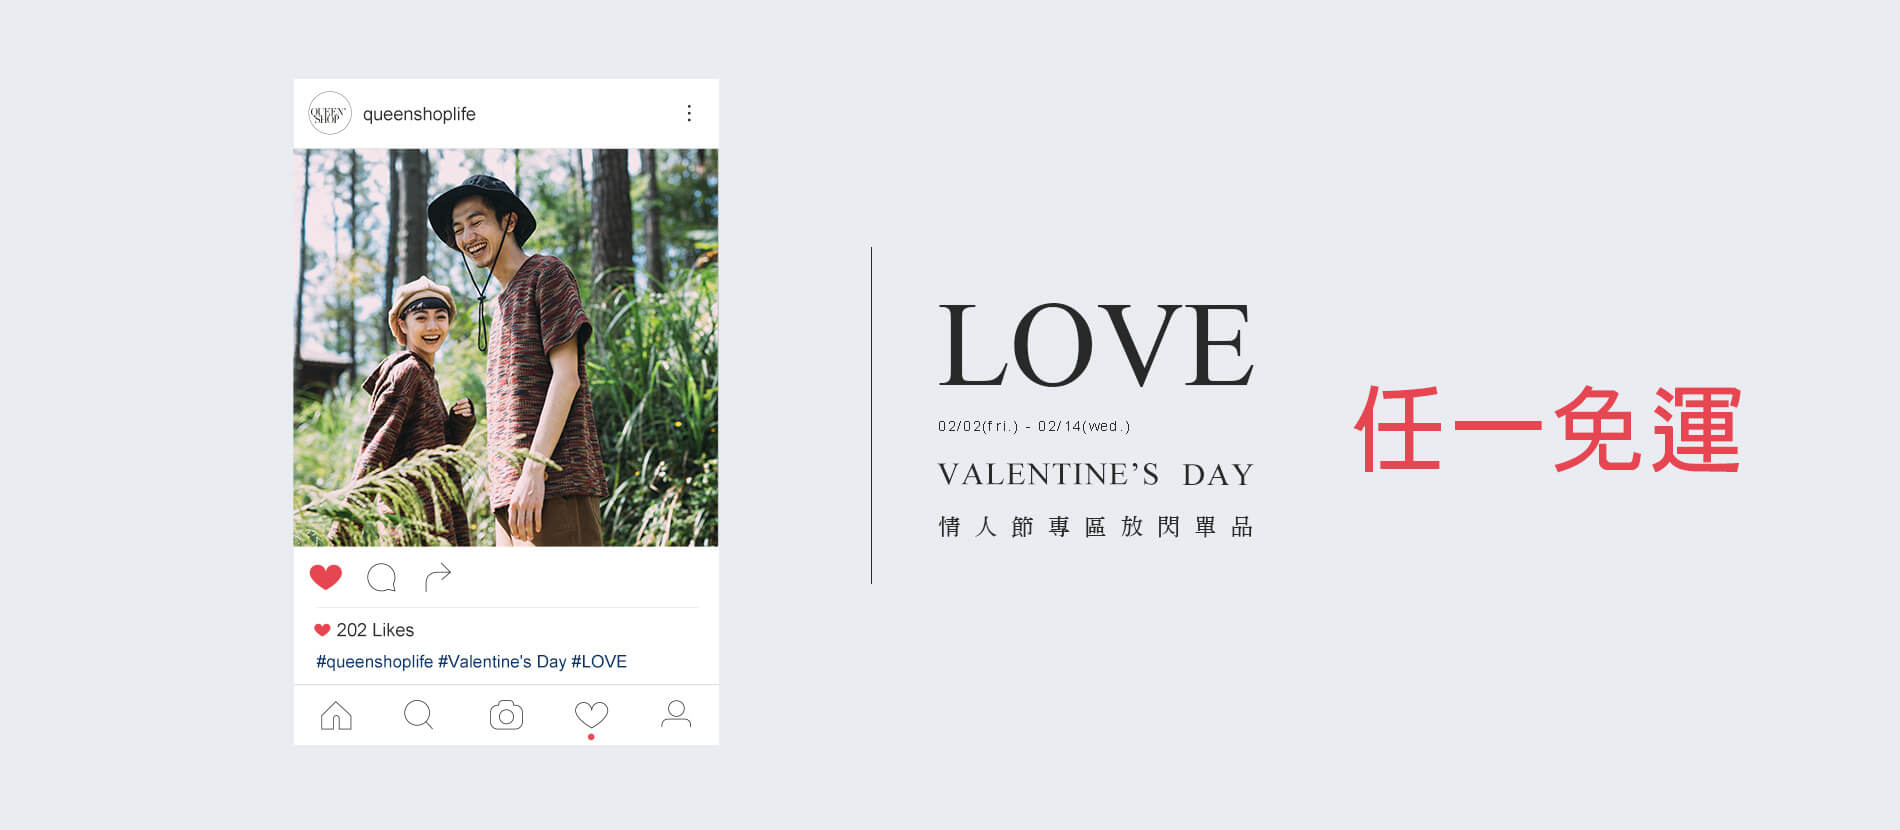 QUEEN
SHOP
queenshoplife
202 Likes
#queenshoplife #Valentine's Day #LOVE
LOVE
02/02(fri.) - 02/14(wed.)
VALENTINE’S DAY
情人節專區放閃單品
任一免運